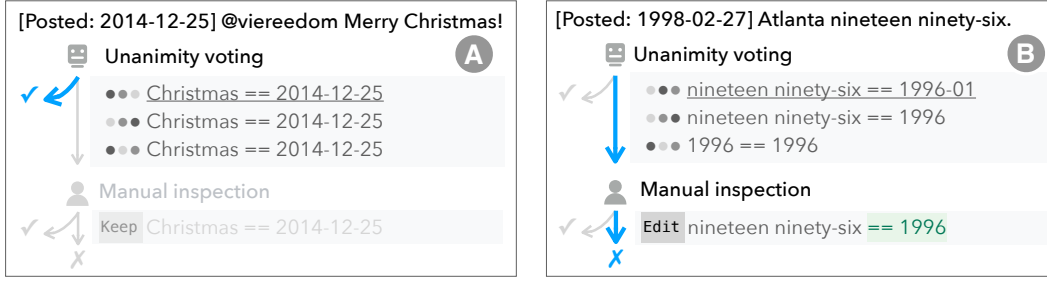 [Posted: 2014-12-25] @viereedom Merry Christmas!
Unanimity voting
A
✓
Christmas == 2014-12-25
Christmas == 2014-12-25
Christmas == 2014-12-25
Manual inspection
✓
Keep Christmas == 2014-12-25
✗
[Posted: 1998-02-27] Atlanta nineteen ninety-six.
Unanimity voting
B
✓
nineteen ninety-six == 1996-01
nineteen ninety-six == 1996
1996 == 1996
Manual inspection
✓
Edit nineteen ninety-six == 1996
✗